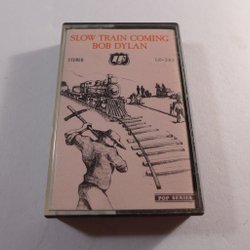 SLOW TRAIN COMING
BOB DYLAN
STEREO
POP SERIES